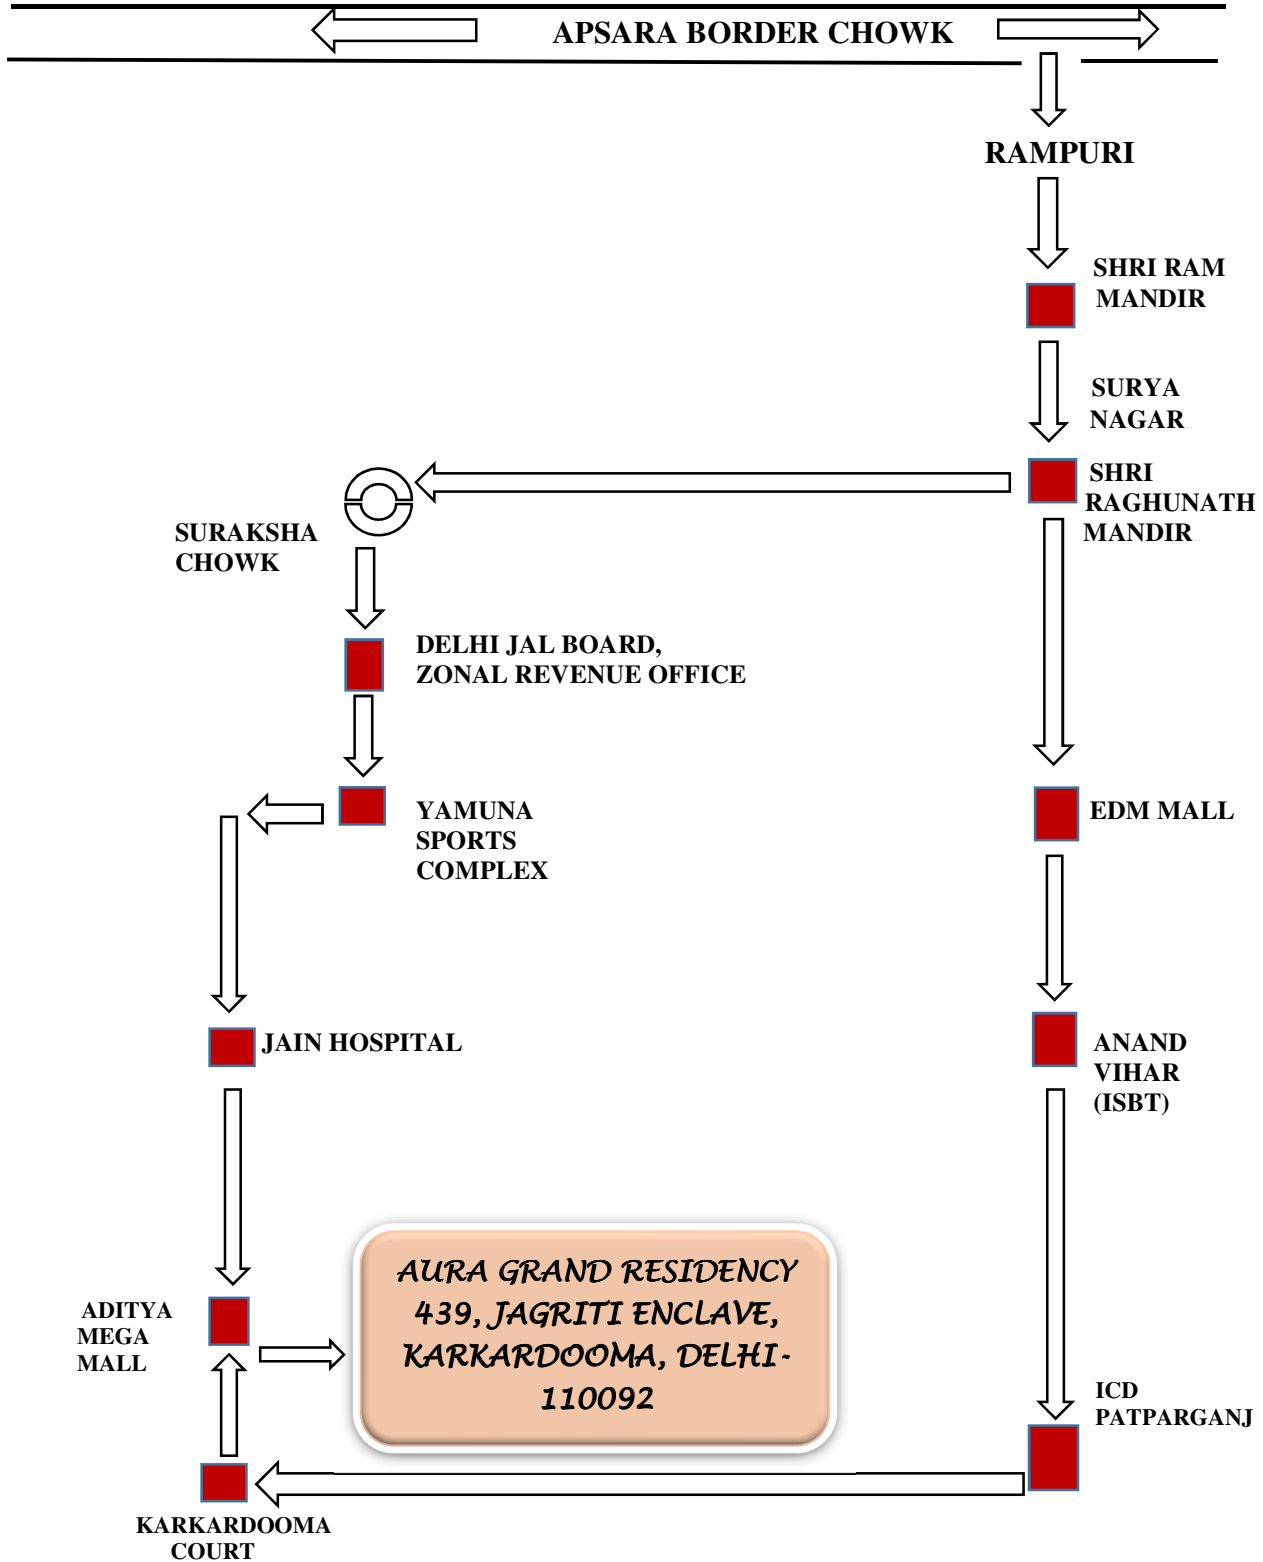 APSARA BORDER CHOWK
RAMPURI
SHRI RAM
MANDIR
SURYA
NAGAR
SHRI
RAGHUNATH
MANDIR
SURAKSHA
CHOWK
DELHI JAL BOARD,
ZONAL REVENUE OFFICE
YAMUNA
SPORTS
COMPLEX
EDM MALL
JAIN HOSPITAL
ANAND
VIHAR
(ISBT)
AURA GRAND RESIDENCY
439, JAGRITI ENCLAVE,
KARKARDOOMA, DELHI-
110092
ADITYA
MEGA
MALL
ICD
PATPARGANJ
KARKARDOOMA
COURT